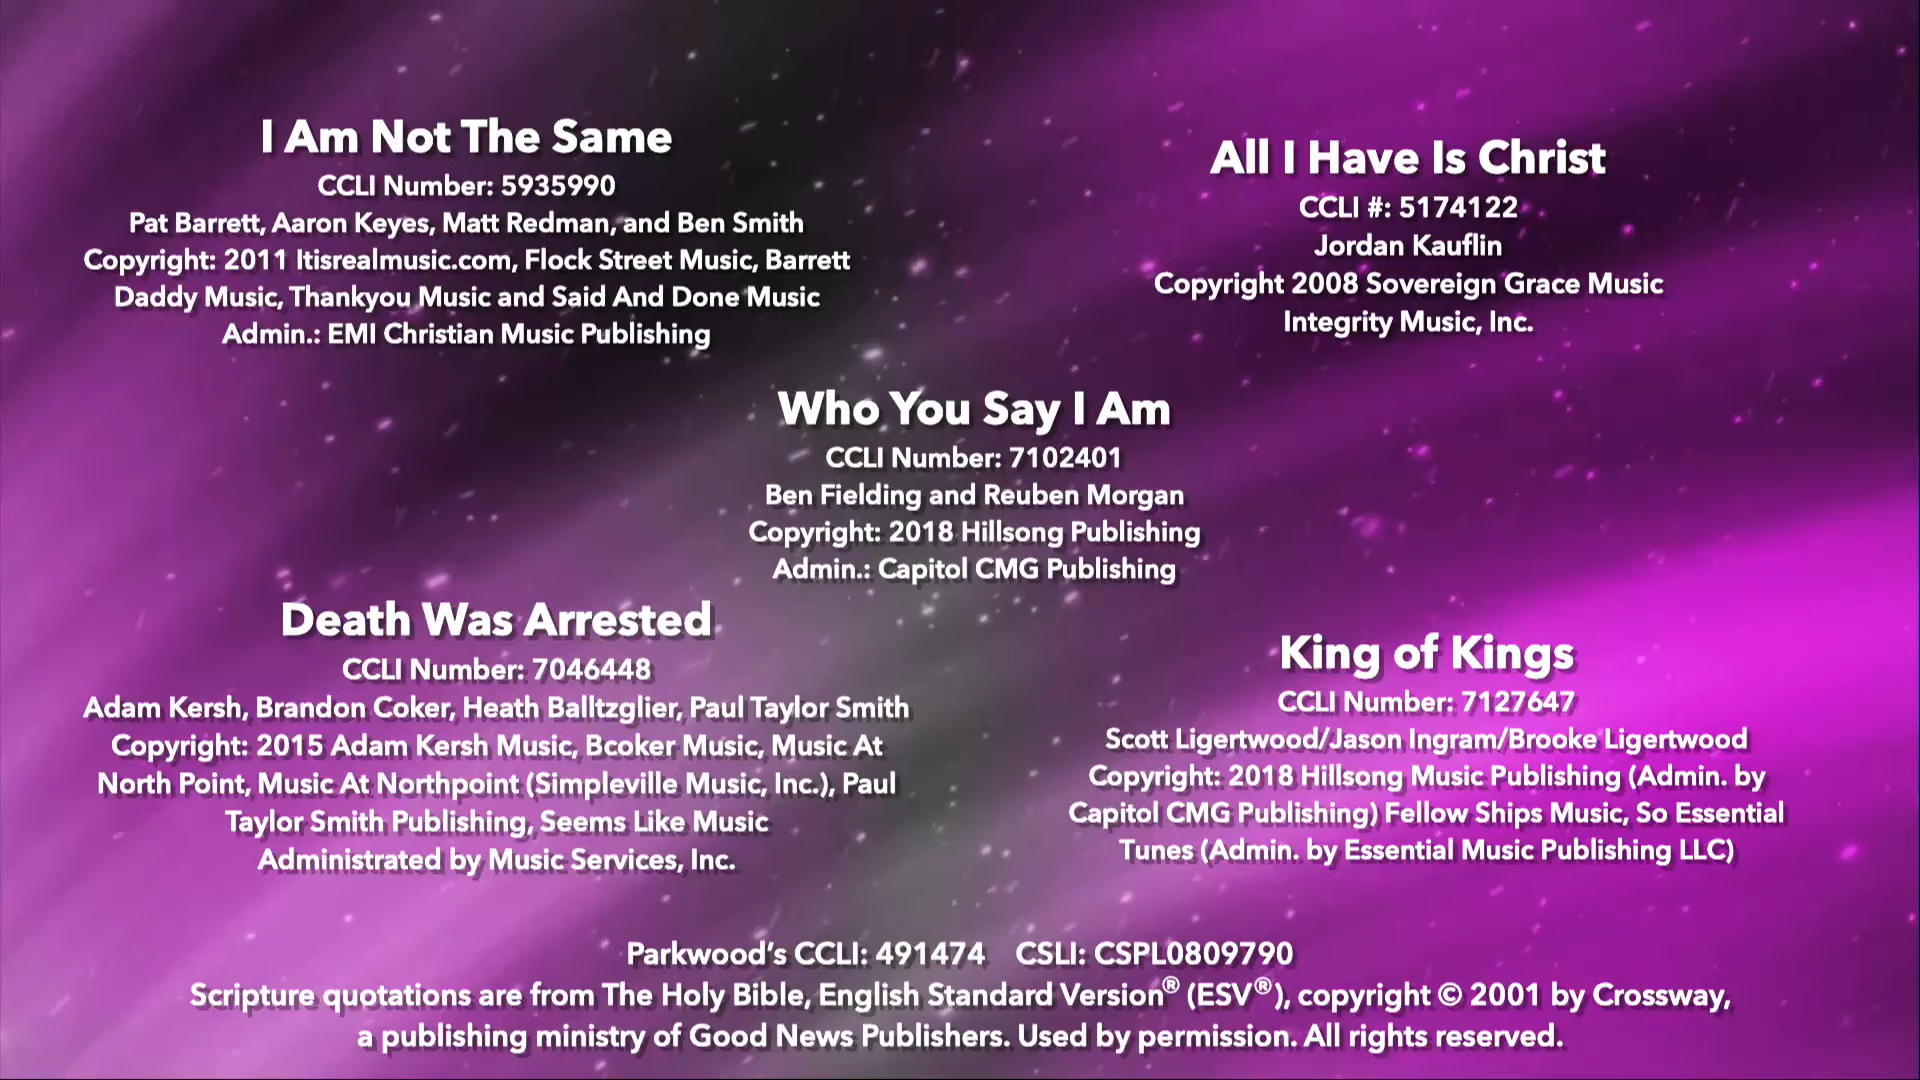 I Am Not The Same
CCLI Number: 5935990
Pat Barrett, Aaron Keyes, Matt Redman, and Ben Smith
Copyright: 2011 Itisrealmusic.com, Flock Street Music, Barrett
Daddy Music, Thankyou Music and Said And Done Music
Admin.: EMI Christian Music Publishing
All I Have Is Christ
CCLI #: 5174122
Jordan Kauflin
Copyright 2008 Sovereign Grace Music
Integrity Music, Inc.
Who You Say I Am
CCLI Number: 7102401
Ben Fielding and Reuben Morgan
Copyright: 2018 Hillsong Publishing
Admin.: Capitol CMG Publishing
Death Was Arrested
CCLI Number: 7046448
Adam Kersh, Brandon Coker, Heath Balltzglier, Paul Taylor Smith
Copyright: 2015 Adam Kersh Music, Bcoker Music, Music At
North Point, Music At Northpoint (Simpleville Music, Inc.), Paul
Taylor Smith Publishing, Seems Like Music
Administrated by Music Services, Inc.
King of Kings
CCLI Number: 7127647
Scott Ligertwood/Jason Ingram/Brooke Ligertwood
Copyright: 2018 Hillsong Music Publishing (Admin. by
Capitol CMG Publishing) Fellow Ships Music, So Essential
Tunes (Admin. by Essential Music Publishing LLC)
Parkwood’s CCLI: 491474 CSLI: CSPL0809790
Scripture quotations are from The Holy Bible, English Standard Version® (ESV®), copyright © 2001 by Crossway,
a publishing ministry of Good News Publishers. Used by permission. All rights reserved.